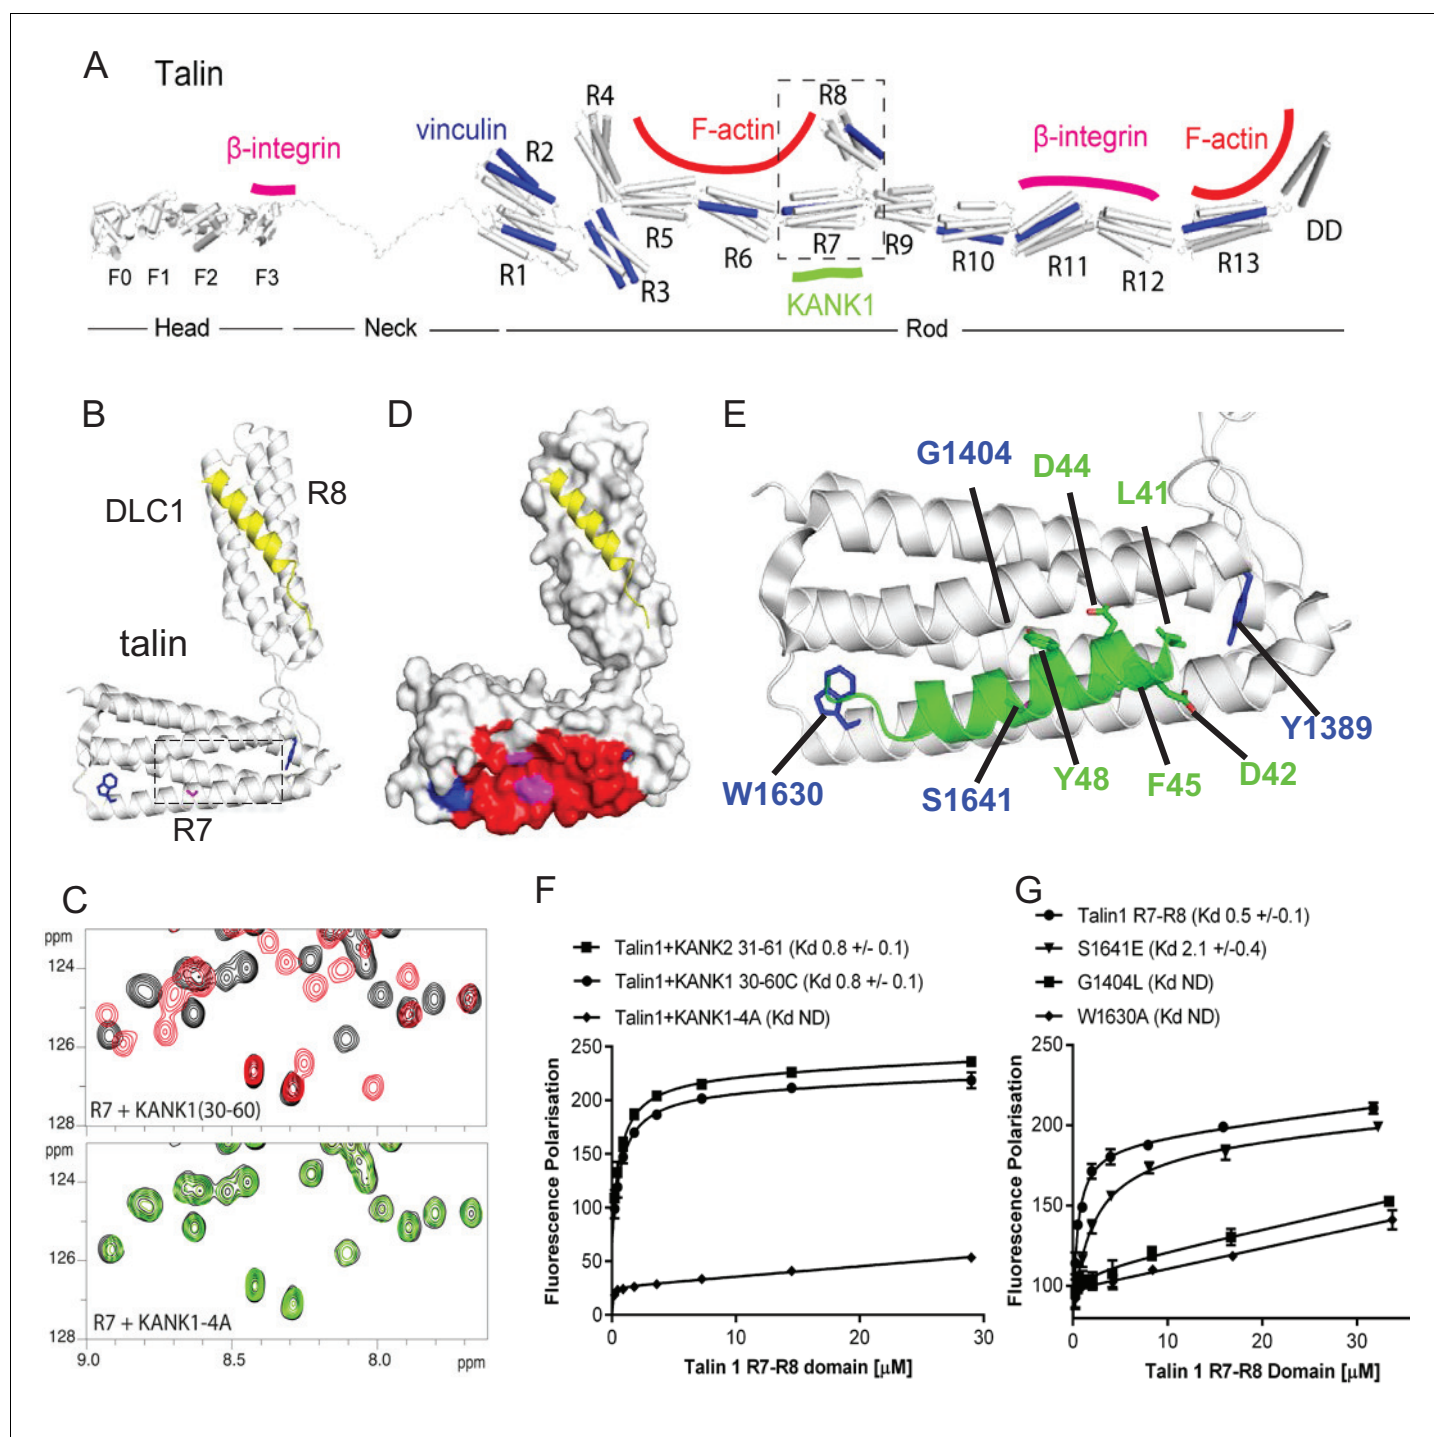 A
Talin
β-integrin
vinculin
R2
R4
F-actin
R8
β-integrin
F-actin
F0 F1 F2 F3
R1
R3
R5
R6
R7
R9
R10
R11
R12
R13
DD
KANK1
Head
Neck
Rod
B
DLC1
R8
talin
R7
D
E
G1404
D44
L41
W1630
S1641
Y48
F45
D42
Y1389
C
ppm
124
126
128
R7 + KANK1(30-60)
ppm
124
126
128
R7 + KANK1-4A
9.0 8.5 8.0 ppm
F
Talin1+KANK2 31-61 (Kd 0.8 +/- 0.1)
Talin1+KANK1 30-60C (Kd 0.8 +/- 0.1)
Talin1+KANK1-4A (Kd ND)
Fluorescence Polarisation
250
200
150
100
50
0
0 10 20 30
Talin 1 R7-R8 domain [µM]
G
Talin1 R7-R8 (Kd 0.5 +/-0.1)
S1641E (Kd 2.1 +/-0.4)
G1404L (Kd ND)
W1630A (Kd ND)
Fluorescence Polarisation
250
200
150
100
0 10 20 30
Talin 1 R7-R8 Domain [µM]